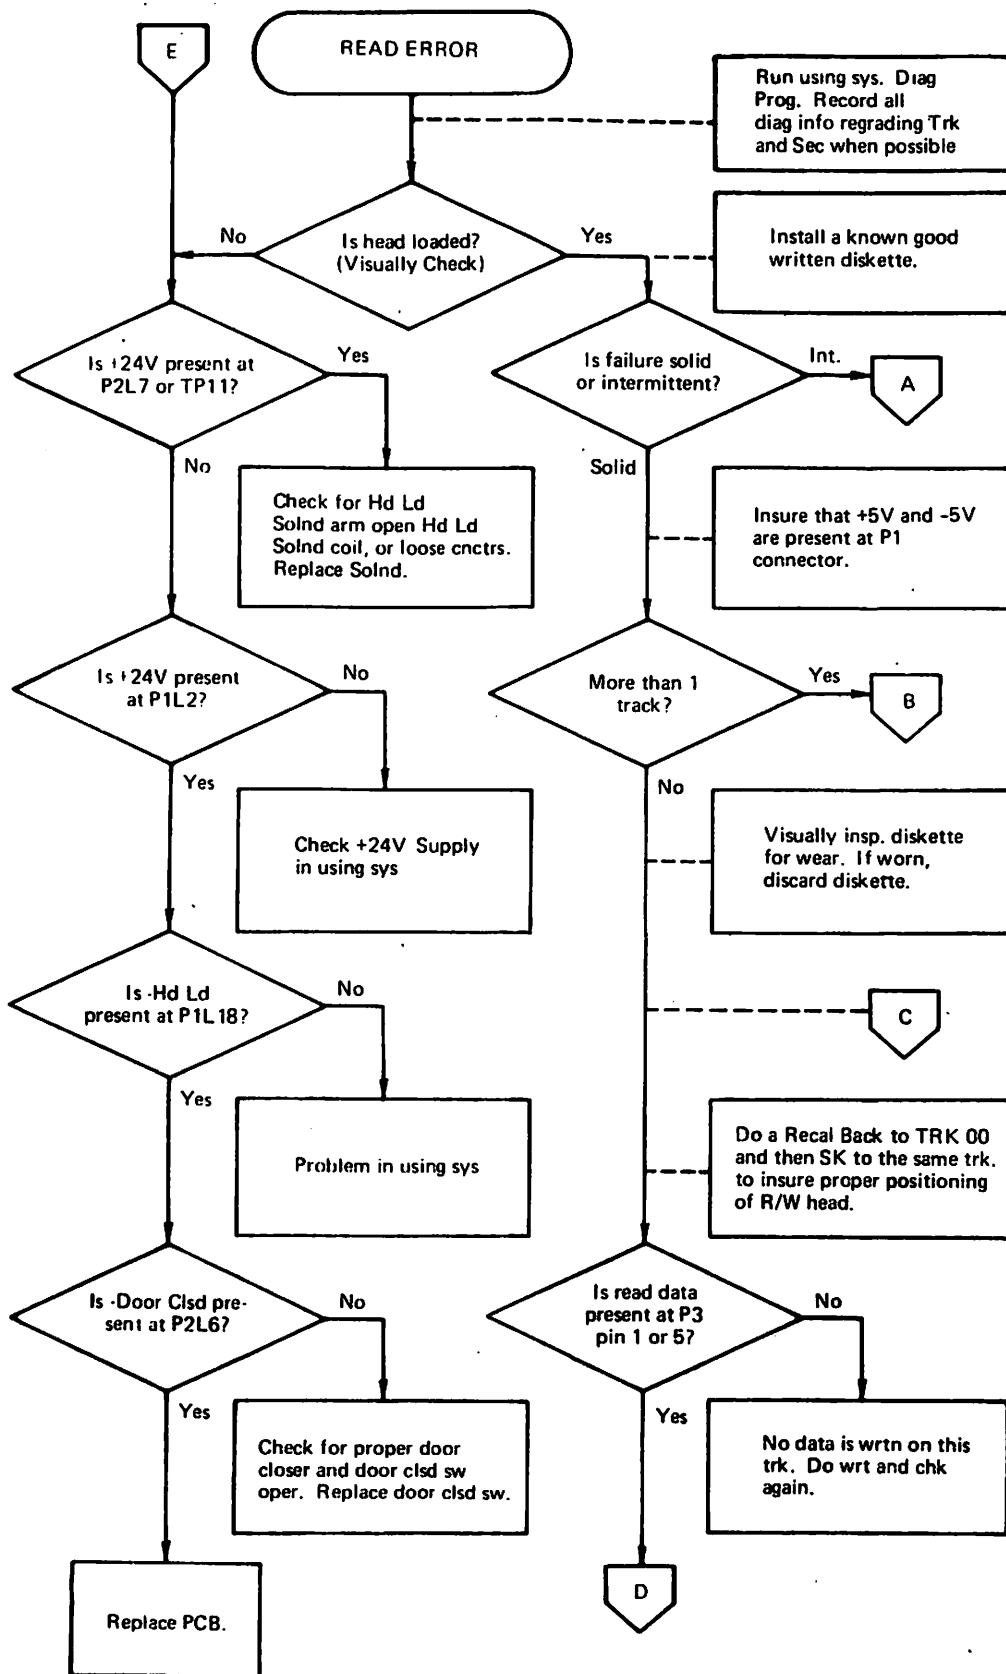 E
READ ERROR
Run using sys. Diag
Prog. Record all
diag info regrading Trk
and Sec when possible
No
Is head loaded?
(Visually Check)
Yes
Install a known good
written diskette.
Is +24V present at
P2L7 or TP11?
Yes
Is failure solid
or intermittent?
Int.
A
No
Solid
Check for Hd Ld
Solnd arm open Hd Ld
Solnd coil, or loose cnctrs.
Replace Solnd.
Insure that +5V and -5V
are present at P1
connector.
Is +24V present
at P1L2?
No
More than 1
track?
Yes
B
Yes
No
Check +24V Supply
in using sys
Visually insp. diskette
for wear. If worn,
discard diskette.
Is -Hd Ld
present at P1L18?
No
C
Yes
Problem in using sys
Do a Recal Back to TRK 00
and then SK to the same trk.
to insure proper positioning
of R/W head.
Is -Door Clsd pre-
sent at P2L6?
No
Is read data
present at P3
pin 1 or 5?
No
Yes
Yes
Check for proper door
closer and door clsd sw
oper. Replace door clsd sw.
No data is wrtn on this
trk. Do wrt and chk
again.
D
Replace PCB.